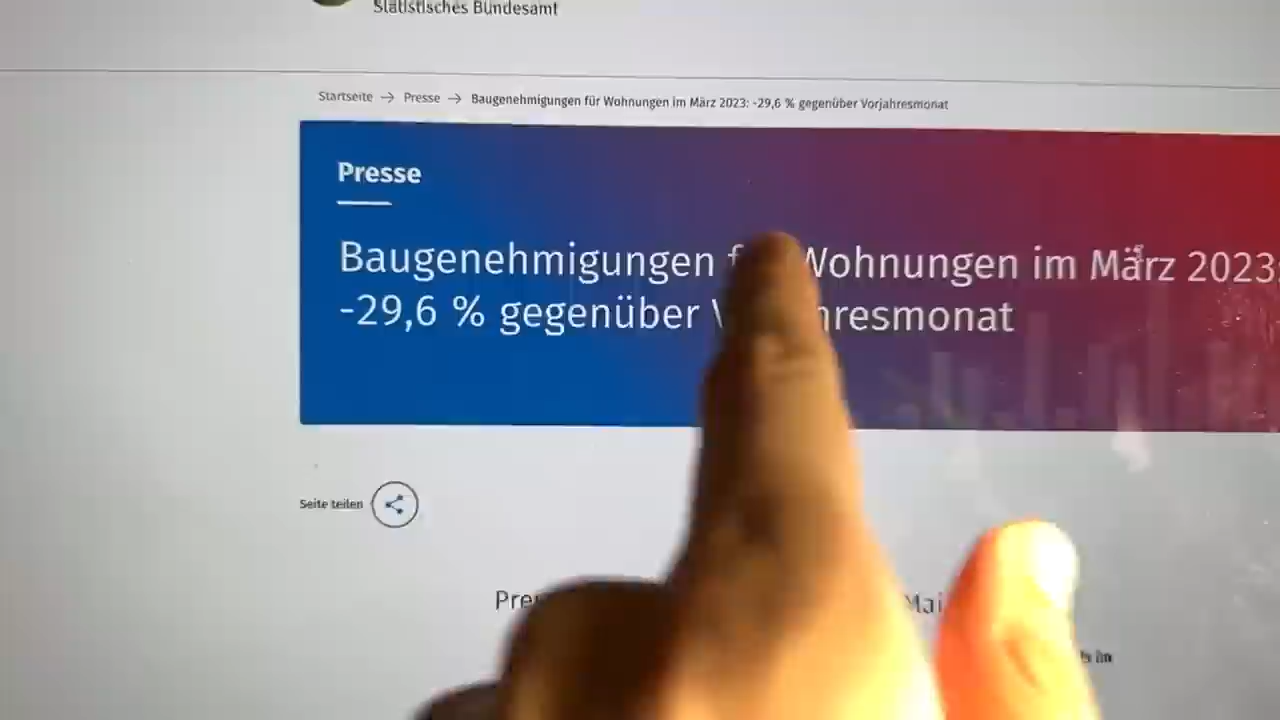 Statistisches Bundesamt
Startseite → Presse → Baugenehmigungen für Wohnungen im März 2023: -29,6 % gegenüber Vorjahresmonat
Presse
Baugenehmigungen Wohnungen im März 2023:
-29,6 % gegenüber
Seite teilen